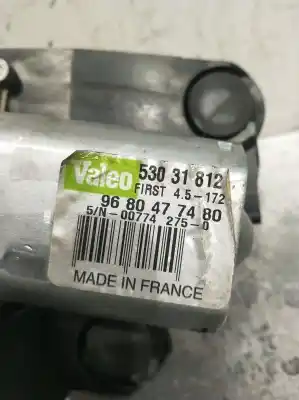 Valeo 530 31 812
FIRST 4.5-172
96 80 47 74 80
S/N-00774 275-0
MADE IN FRANCE